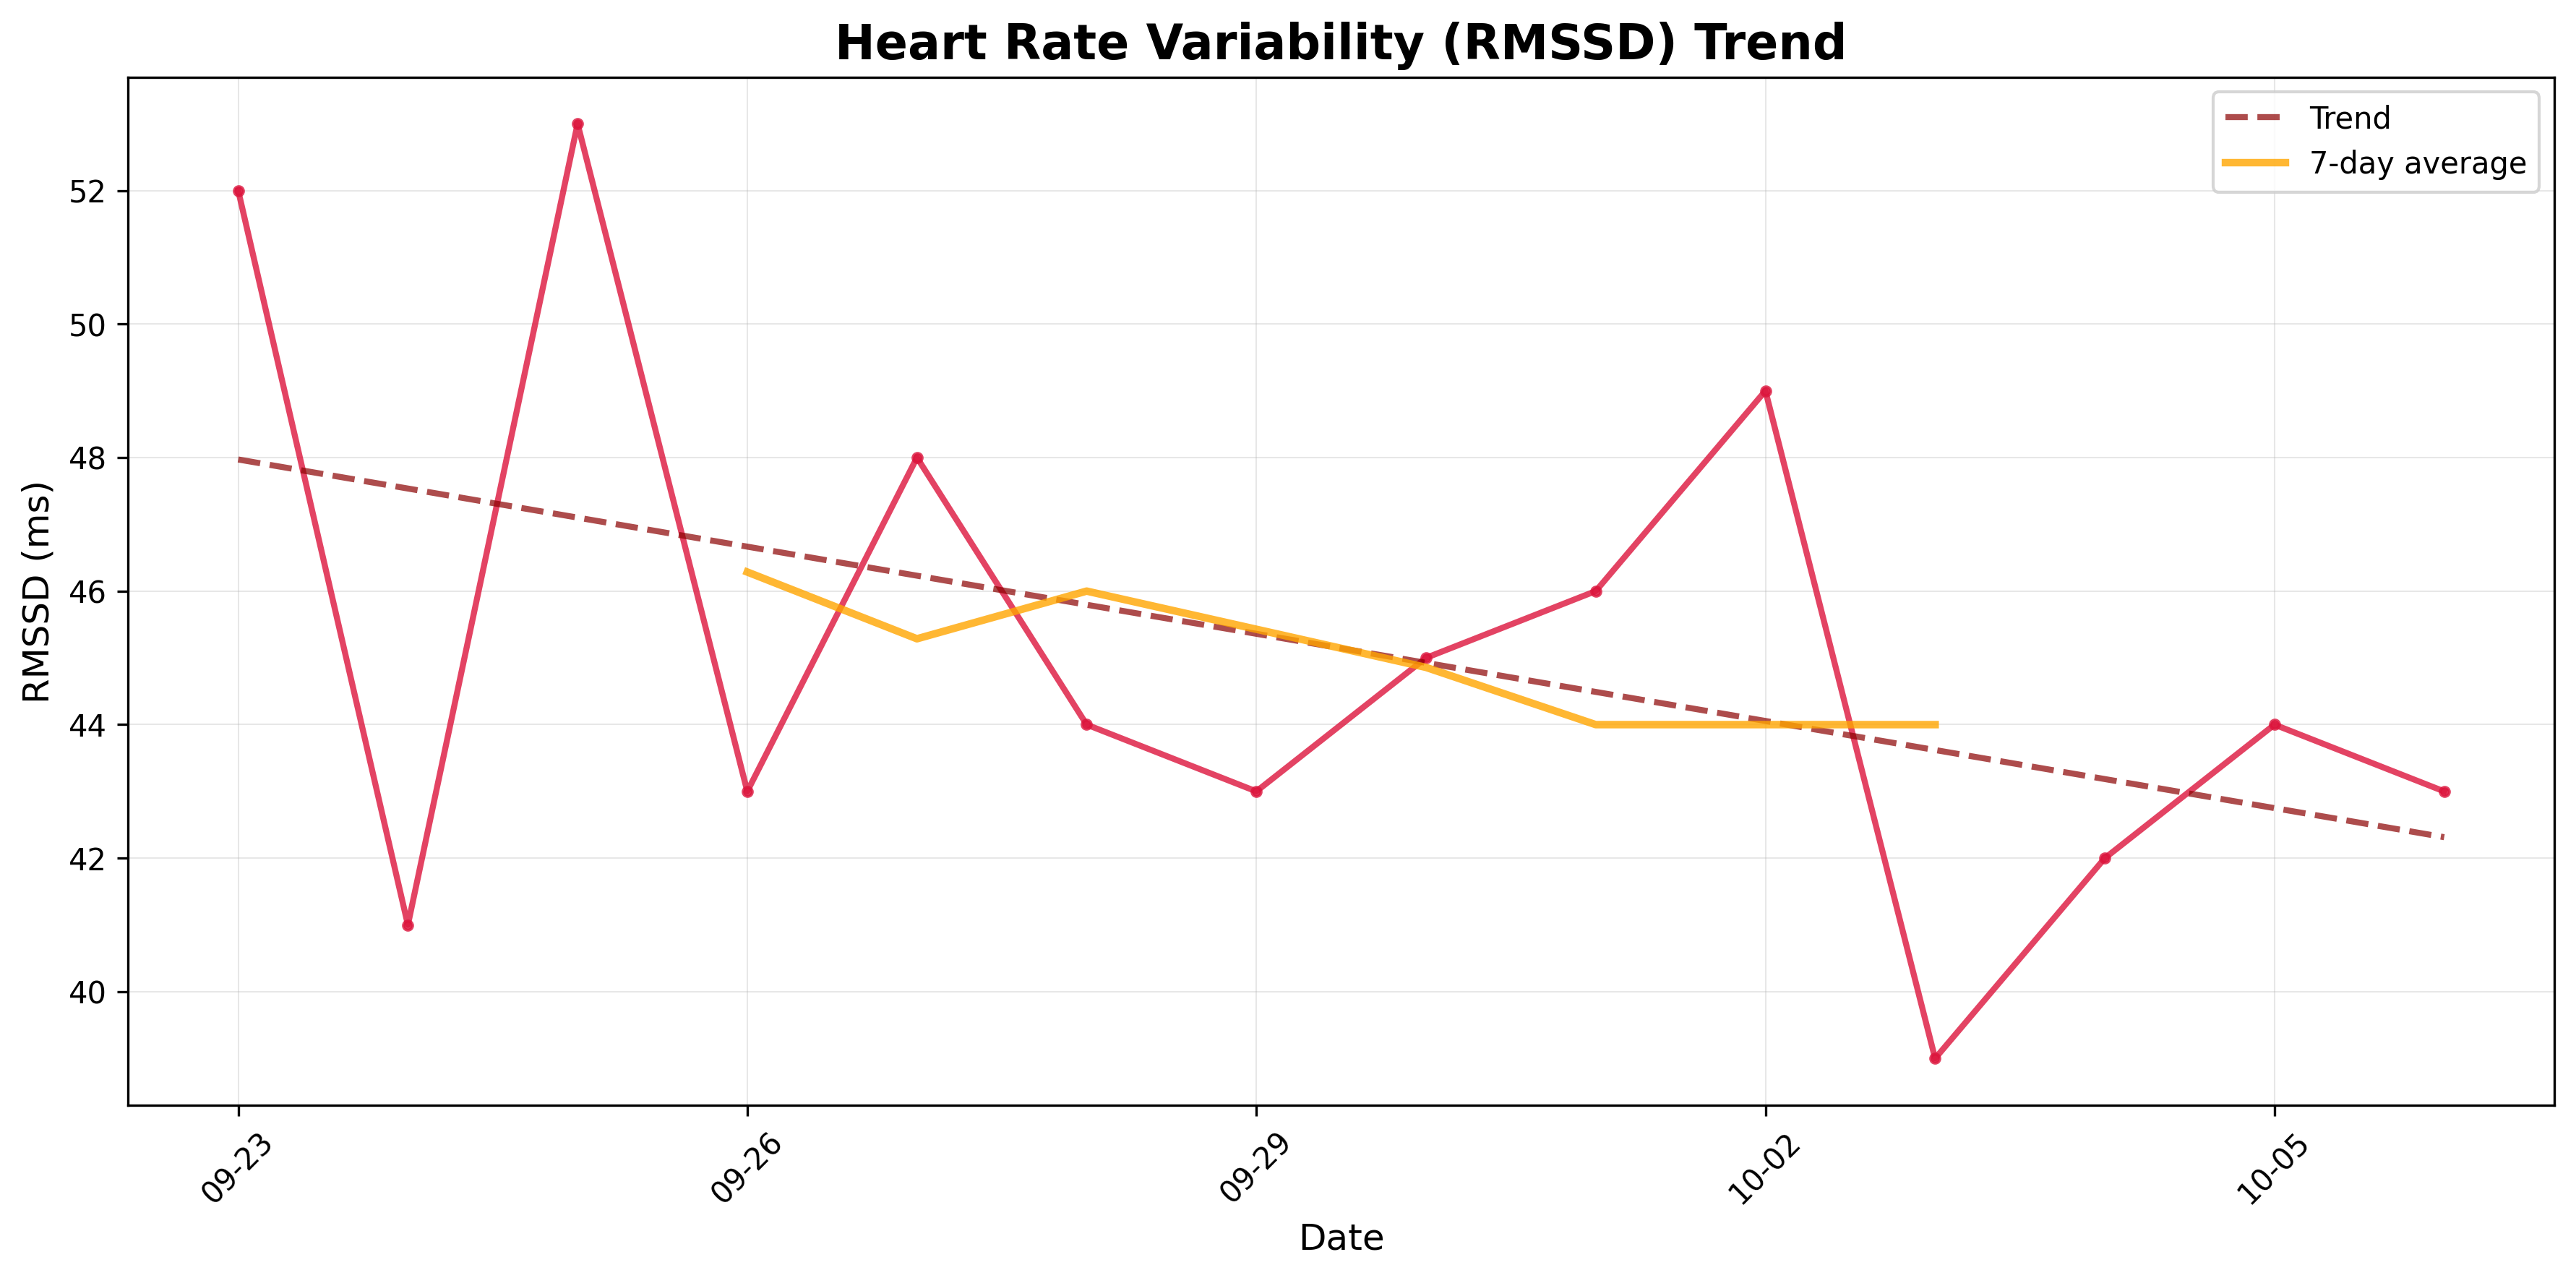 Heart Rate Variability (RMSSD) Trend
Trend
7-day average
RMSSD (ms)
52
50
48
46
44
42
40
09-23
09-26
09-29
10-02
10-05
Date